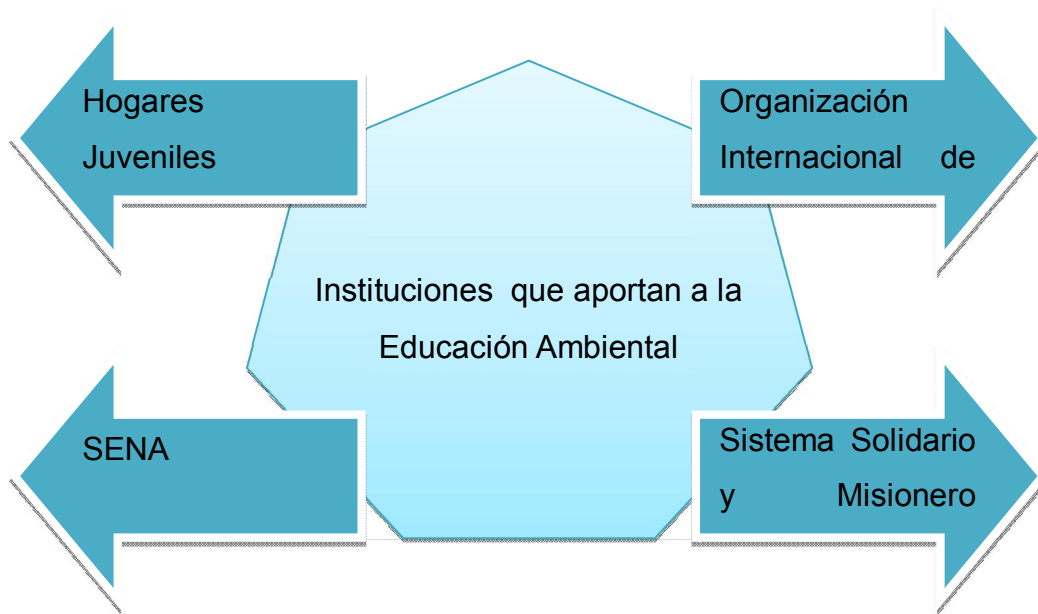 Hogares
Juveniles
Organización
Internacional de
Instituciones que aportan a la
Educación Ambiental
SENA
Sistema Solidario
y Misionero